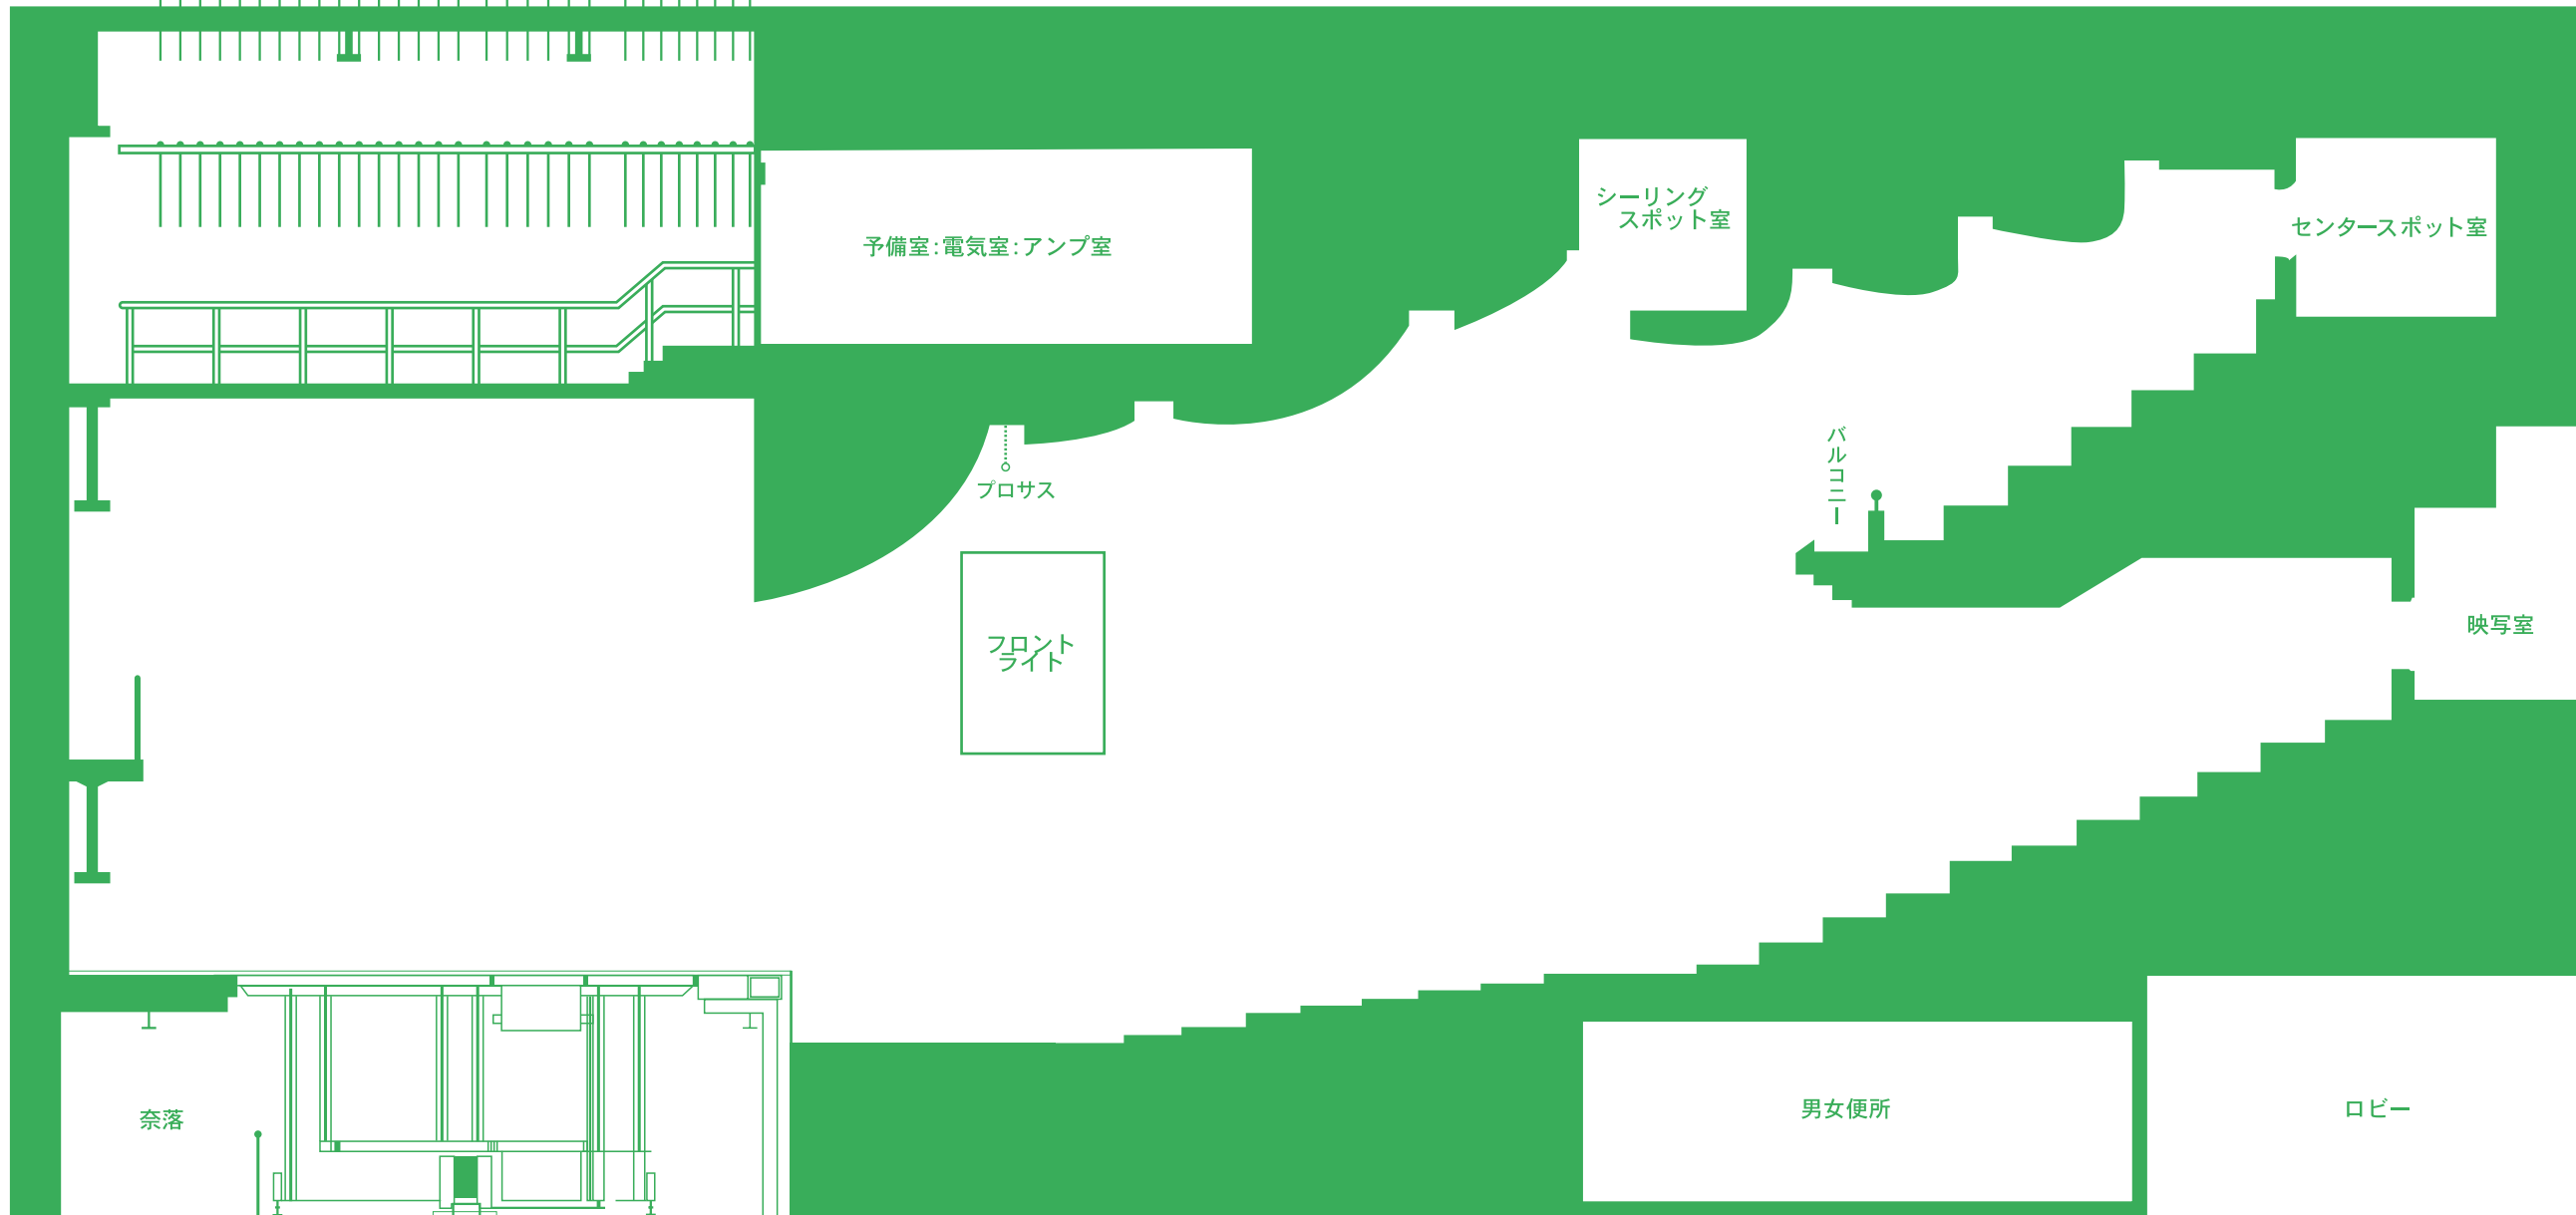 シーリング
スポット室
センタースポット室
予備室:電気室:アンプ室
バルコニー
プロサス
フロント
ライト
映写室
奈落
男女便所
ロビー